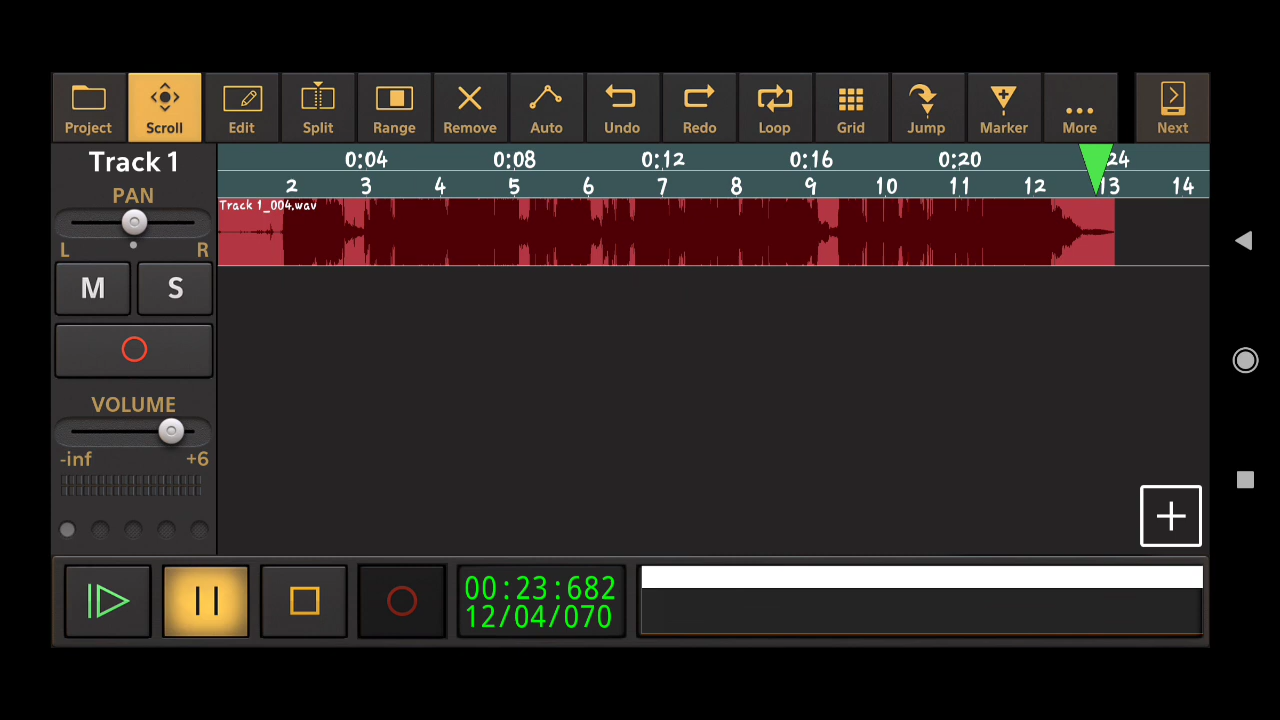 Project Scroll Edit Split Range Remove Auto Undo Redo Loop Grid Jump Marker More Next
Track 1
0:04 0:08 0:12 0:16 0:20 24
2 3 4 5 6 7 8 9 10 11 12 13 14
PAN
Track 1_004.wav
L R
M S
VOLUME
-inf +6
00:23:682
12/04/070